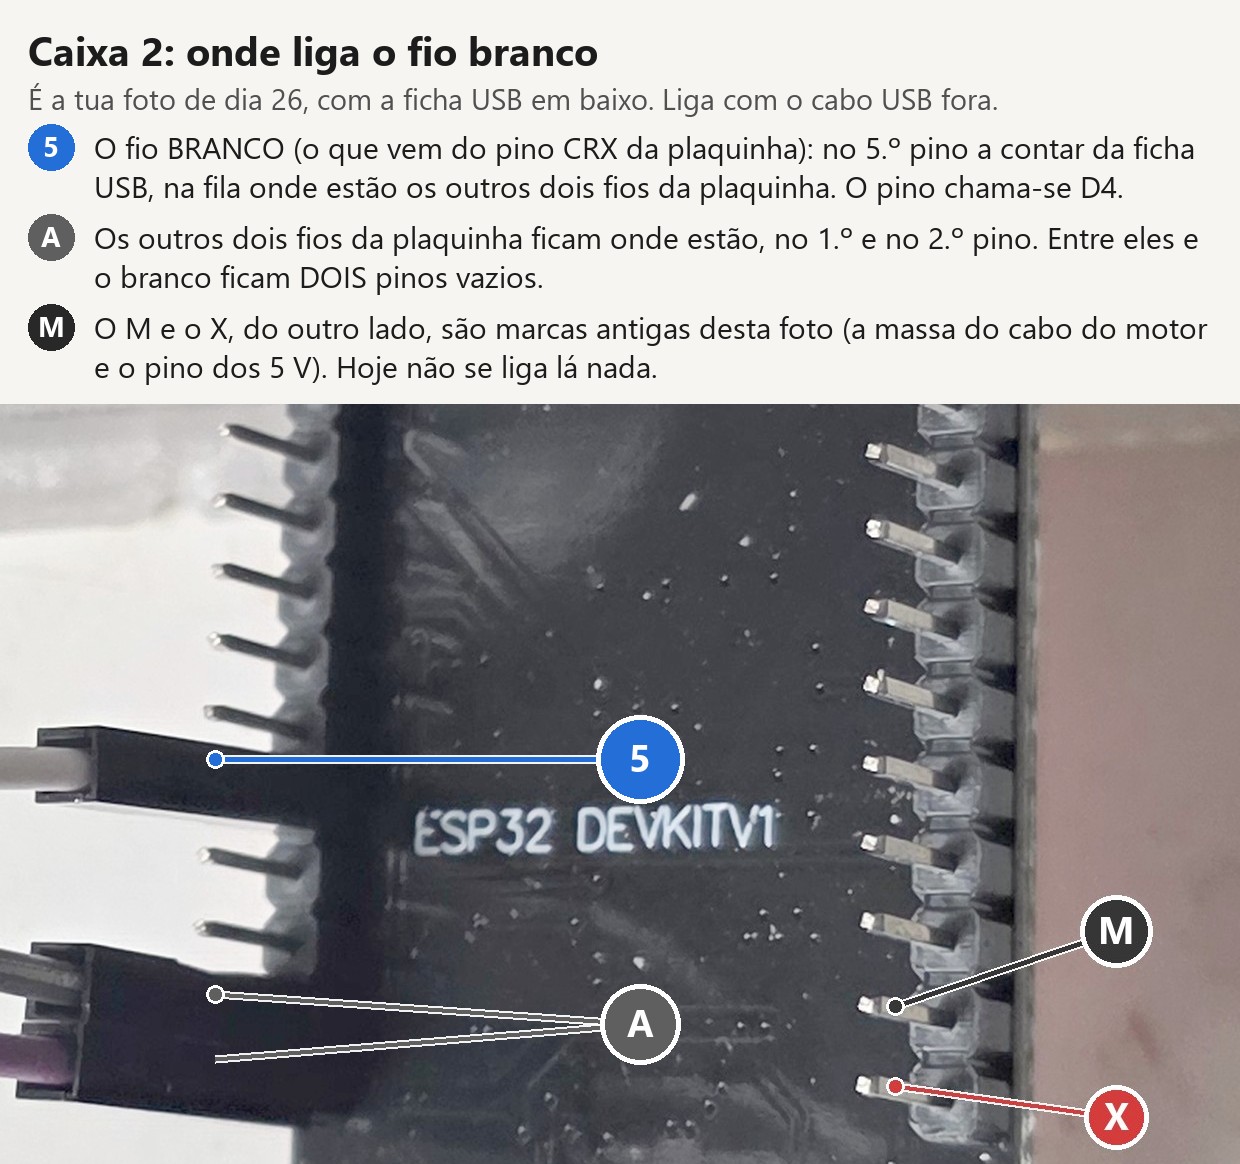 Caixa 2: onde liga o fio branco
É a tua foto de dia 26, com a ficha USB em baixo. Liga com o cabo USB fora.
5 O fio BRANCO (o que vem do pino CRX da plaquinha): no 5.º pino a contar da ficha
USB, na fila onde estão os outros dois fios da plaquinha. O pino chama-se D4.
A Os outros dois fios da plaquinha ficam onde estão, no 1.º e no 2.º pino. Entre eles e
o branco ficam DOIS pinos vazios.
M O M e o X, do outro lado, são marcas antigas desta foto (a massa do cabo do motor
e o pino dos 5 V). Hoje não se liga lá nada.
5
ESP32 DEVKITV1
M
A
X